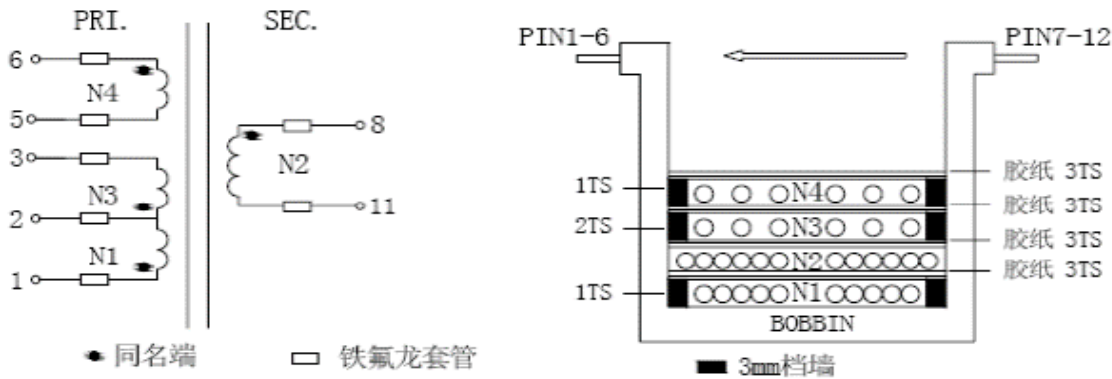 PRI.
SEC.
6
N4
5
3
N3
2
N1
1
8
N2
11
同名端
铁氟龙套管
PIN1-6
PIN7-12
1TS
N4
胶纸 3TS
胶纸 3TS
2TS
N3
胶纸 3TS
N2
胶纸 3TS
1TS
N1
BOBBIN
3mm档墙